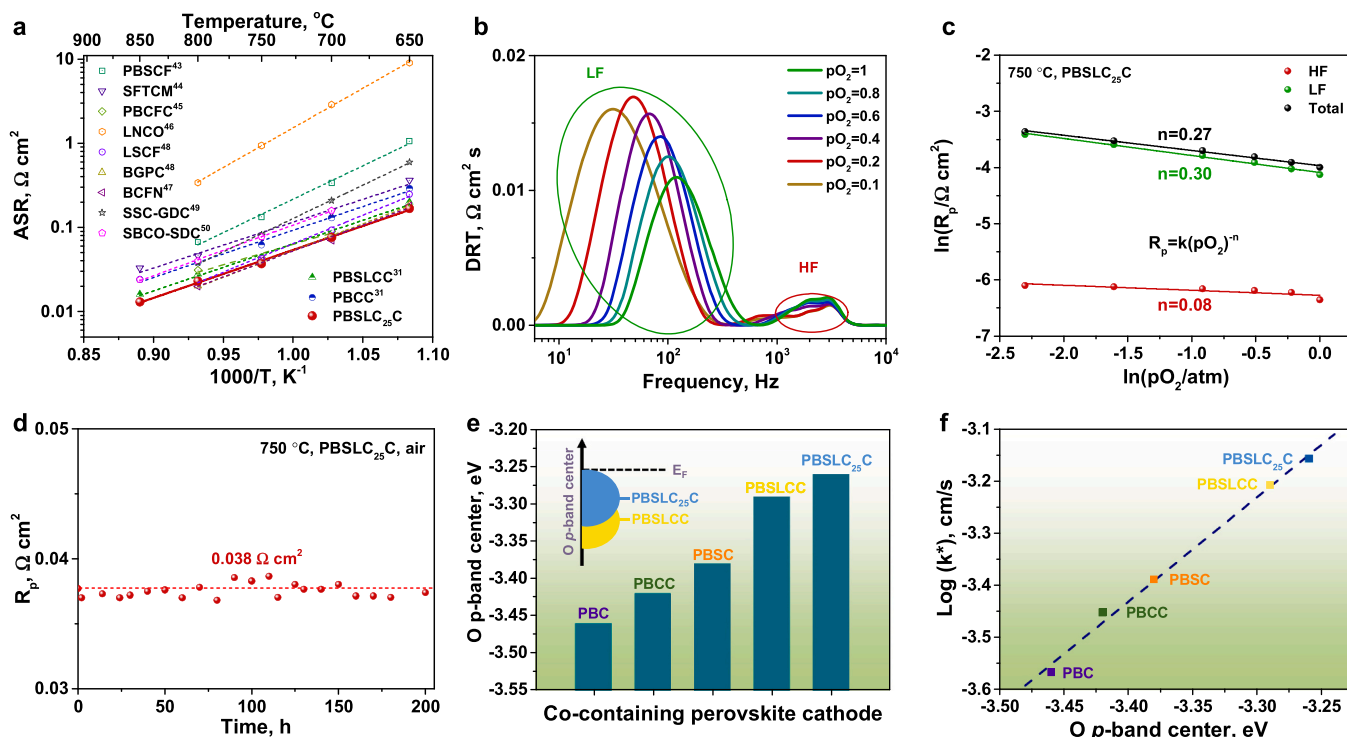 a
Temperature, °C
900 850 800 750 700 650
10
1
0.1
0.01
ASR, Ω cm²
PBSCF⁴³
SFTCM⁴⁴
PBCFC⁴⁵
LNCO⁴⁶
LSCF⁴⁸
BGPC⁴⁸
BCFN⁴⁷
SSC-GDC⁴⁹
SBCO-SDC⁵⁰
PBSLCC³¹
PBCC³¹
PBSLC₂₅C
0.85 0.90 0.95 1.00 1.05 1.10
1000/T, K⁻¹
b
DRT, Ω cm² s
0.02
0.01
0.00
LF
HF
pO₂=1
pO₂=0.8
pO₂=0.6
pO₂=0.4
pO₂=0.2
pO₂=0.1
10¹ 10² 10³ 10⁴
Frequency, Hz
c
ln(Rₚ/Ω cm²)
-2
-3
-4
-5
-6
-7
750 °C, PBSLC₂₅C
HF
LF
Total
n=0.27
n=0.30
Rₚ=k(pO₂)⁻ⁿ
n=0.08
-2.5 -2.0 -1.5 -1.0 -0.5 0.0
ln(pO₂/atm)
d
Rₚ, Ω cm²
0.05
0.04
0.03
750 °C, PBSLC₂₅C, air
0.038 Ω cm²
0 25 50 75 100 125 150 175 200
Time, h
e
O p-band center, eV
-3.20
-3.25
-3.30
-3.35
-3.40
-3.45
-3.50
-3.55
O p-band center
E_F
PBSLC₂₅C
PBSLCC
PBC
PBCC
PBSC
PBSLCC
PBSLC₂₅C
Co-containing perovskite cathode
f
Log (k*), cm/s
-3.1
-3.2
-3.3
-3.4
-3.5
-3.6
PBSLC₂₅C
PBSLCC
PBSC
PBCC
PBC
-3.50 -3.45 -3.40 -3.35 -3.30 -3.25
O p-band center, eV